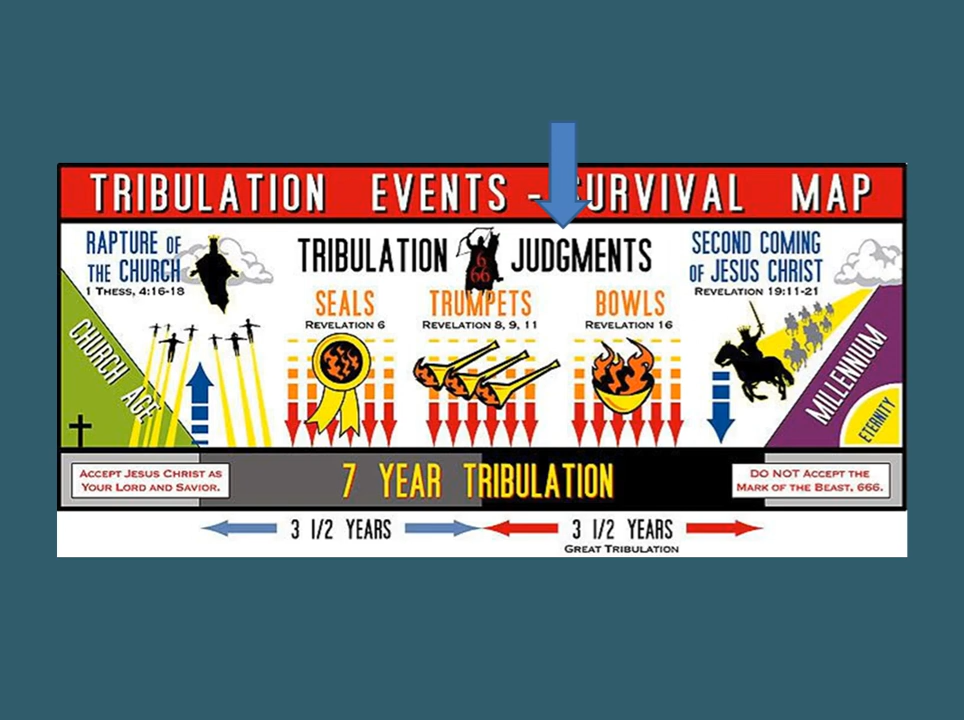 TRIBULATION EVENTS - SURVIVAL MAP
RAPTURE OF
THE CHURCH
1 THESS, 4:16-18
TRIBULATION
6
66
JUDGMENTS
SEALS
REVELATION 6
TRUMPETS
REVELATION 8, 9, 11
BOWLS
REVELATION 16
SECOND COMING
OF JESUS CHRIST
REVELATION 19:11-21
CHURCH AGE
MILLENNIUM
ETERNITY
ACCEPT JESUS CHRIST AS
YOUR LORD AND SAVIOR.
7 YEAR TRIBULATION
DO NOT ACCEPT THE
MARK OF THE BEAST, 666.
3 1/2 YEARS
3 1/2 YEARS
GREAT TRIBULATION